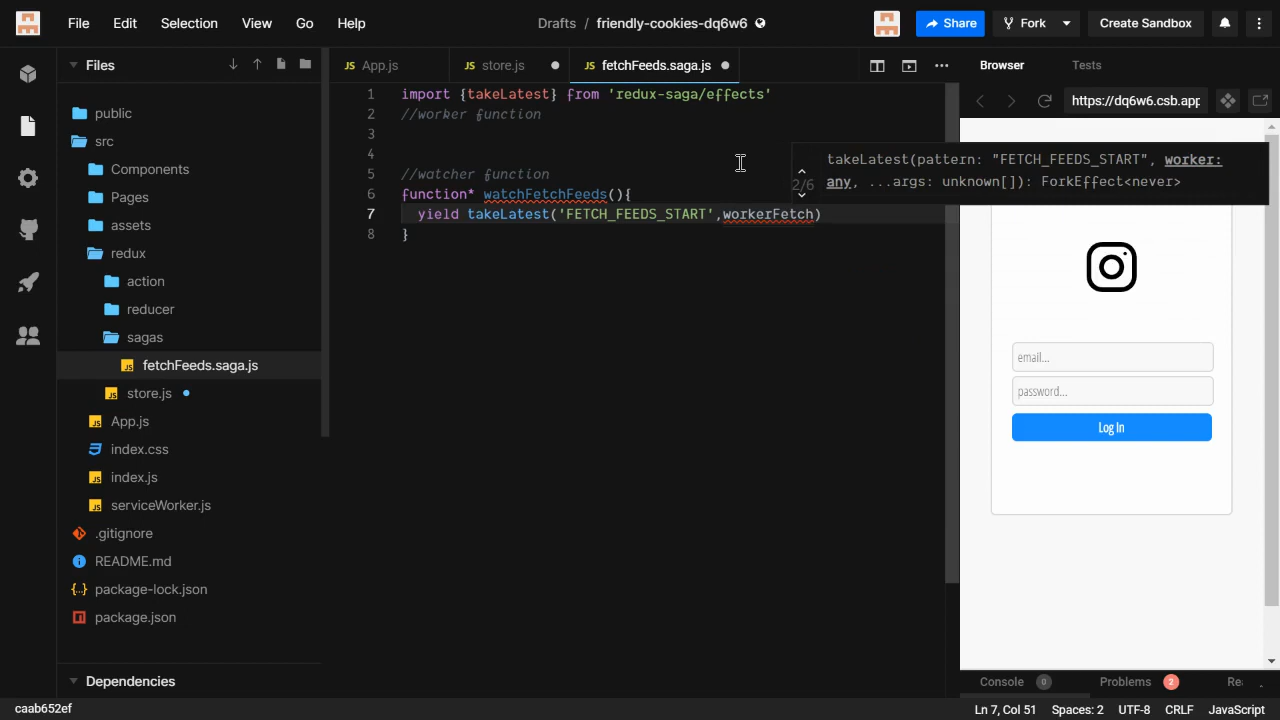 File Edit Selection View Go Help
Drafts / friendly-cookies-dq6w6
Share
Fork
Create Sandbox
Files
public
src
Components
Pages
assets
redux
action
reducer
sagas
fetchFeeds.saga.js
store.js
App.js
index.css
index.js
serviceWorker.js
.gitignore
README.md
package-lock.json
package.json
Dependencies
caab652ef
JS App.js
JS store.js
JS fetchFeeds.saga.js
1 import {takeLatest} from 'redux-saga/effects'
2 //worker function
3
4
5 //watcher function
6 function* watchFetchFeeds(){
7 yield takeLatest('FETCH_FEEDS_START',workerFetch)
8 }
2/6
takeLatest(pattern: "FETCH_FEEDS_START", worker:
any, ...args: unknown[]): ForkEffect<never>
Browser Tests
https://dq6w6.csb.app
email...
password...
Log In
Console 0 Problems 2
Ln 7, Col 51 Spaces: 2 UTF-8 CRLF JavaScript